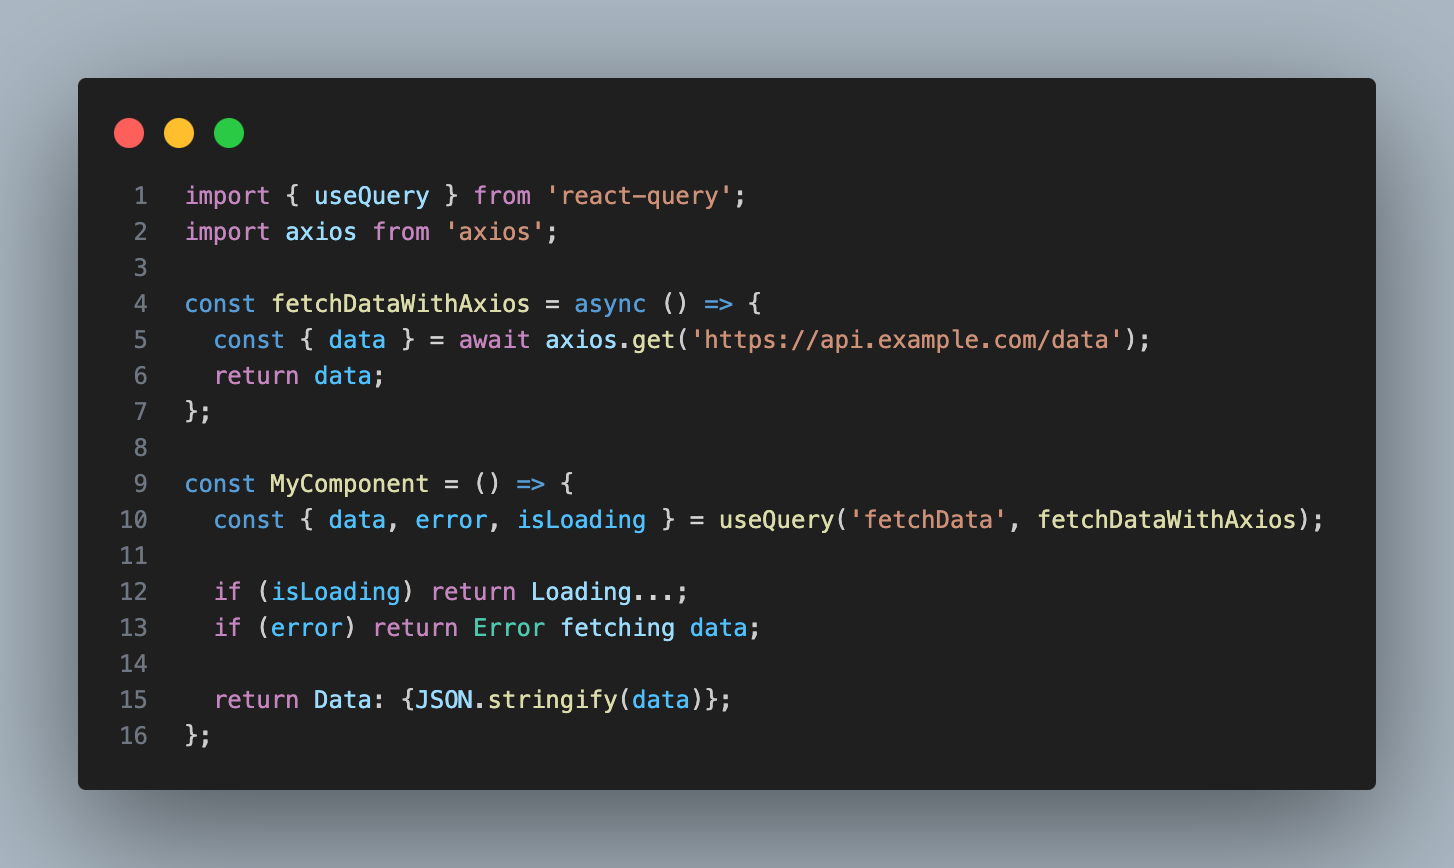 1 import { useQuery } from 'react-query';
2 import axios from 'axios';
3
4 const fetchDataWithAxios = async () => {
5   const { data } = await axios.get('https://api.example.com/data');
6   return data;
7 };
8
9 const MyComponent = () => {
10   const { data, error, isLoading } = useQuery('fetchData', fetchDataWithAxios);
11
12   if (isLoading) return Loading...;
13   if (error) return Error fetching data;
14
15   return Data: {JSON.stringify(data)};
16 };